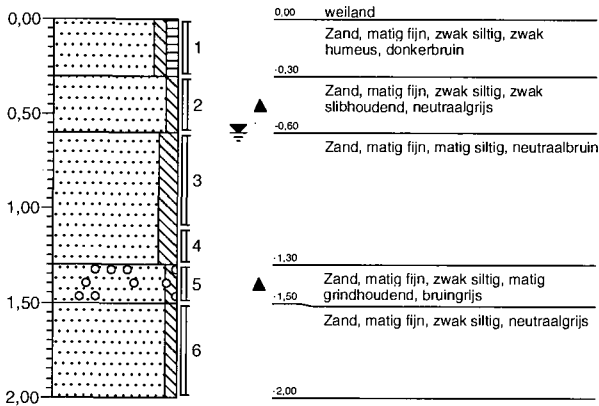 0,00
0,50
1,00
1,50
2,00
1
2
3
4
5
6
0,00 weiland
Zand, matig fijn, zwak siltig, zwak
humeus, donkerbruin
-0,30
Zand, matig fijn, zwak siltig, zwak
slibhoudend, neutraalgrijs
-0,60
Zand, matig fijn, matig siltig, neutraalbruin
-1,30
Zand, matig fijn, zwak siltig, matig
grindhoudend, bruingrijs
-1,50
Zand, matig fijn, zwak siltig, neutraalgrijs
-2,00